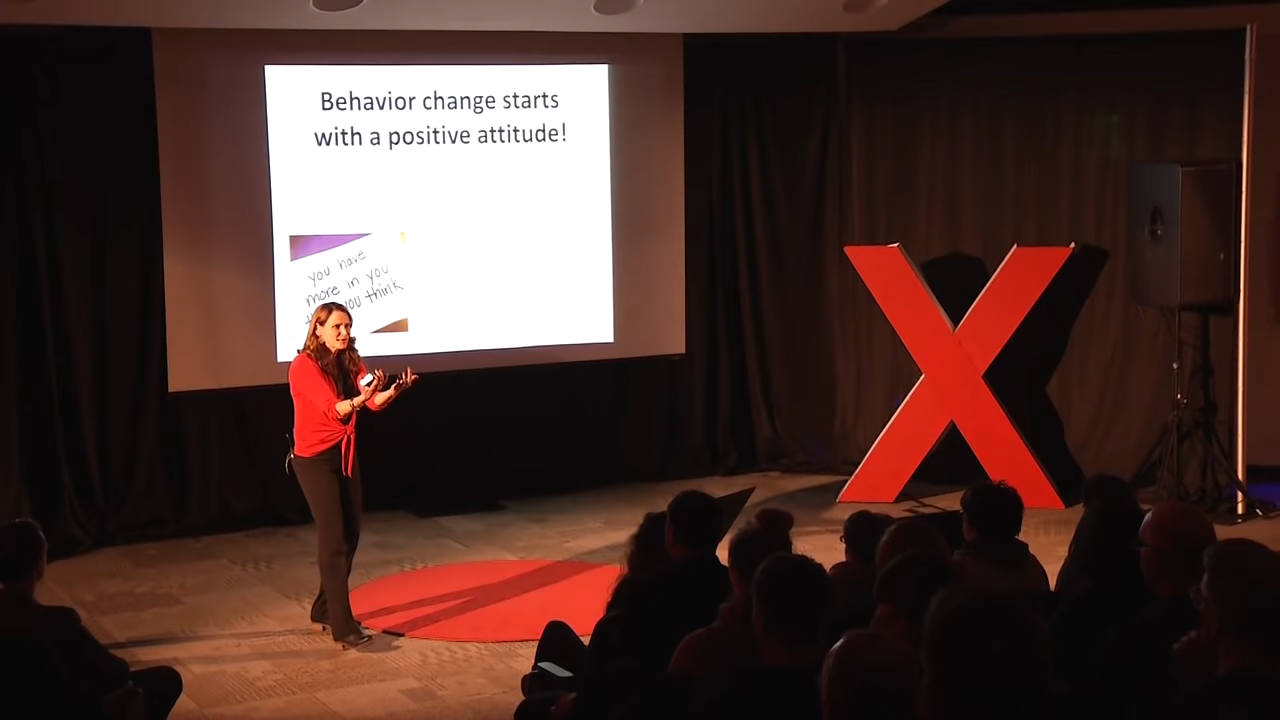 Behavior change starts
with a positive attitude!
you have
more in you
you think
X